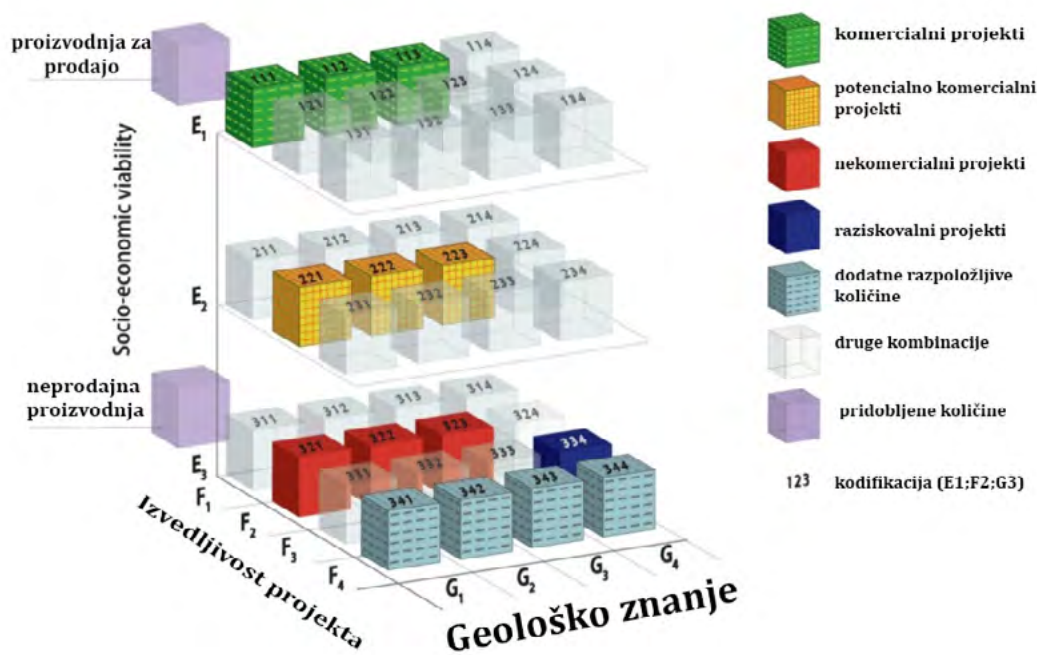 proizvodnja za
prodajo
Socio-economic viability
E1
111
112
113
114
121
122
123
124
131
132
133
134
E2
211
212
213
214
221
222
223
224
231
232
233
234
neprodajna
proizvodnja
E3
311
312
313
314
321
322
323
324
331
332
333
334
341
342
343
344
F1
F2
F3
F4
G1
G2
G3
G4
Izvedljivost projekta
Geološko znanje
komercialni projekti
potencialno komercialni
projekti
nekomercialni projekti
raziskovalni projekti
dodatne razpoložljive
količine
druge kombinacije
pridobljene količine
123 kodifikacija (E1;F2;G3)